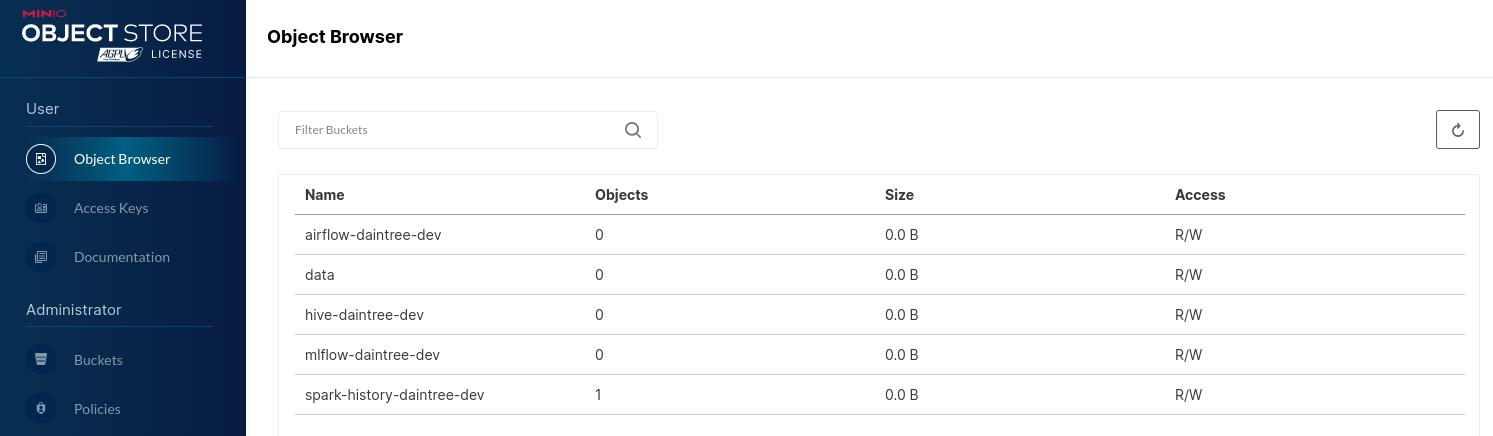 MINIO
OBJECT STORE
AGPLv3 LICENSE
User
Object Browser
Access Keys
Documentation
Administrator
Buckets
Policies
Object Browser
Filter Buckets
Name Objects Size Access
airflow-daintree-dev 0 0.0 B R/W
data 0 0.0 B R/W
hive-daintree-dev 0 0.0 B R/W
mlflow-daintree-dev 0 0.0 B R/W
spark-history-daintree-dev 1 0.0 B R/W